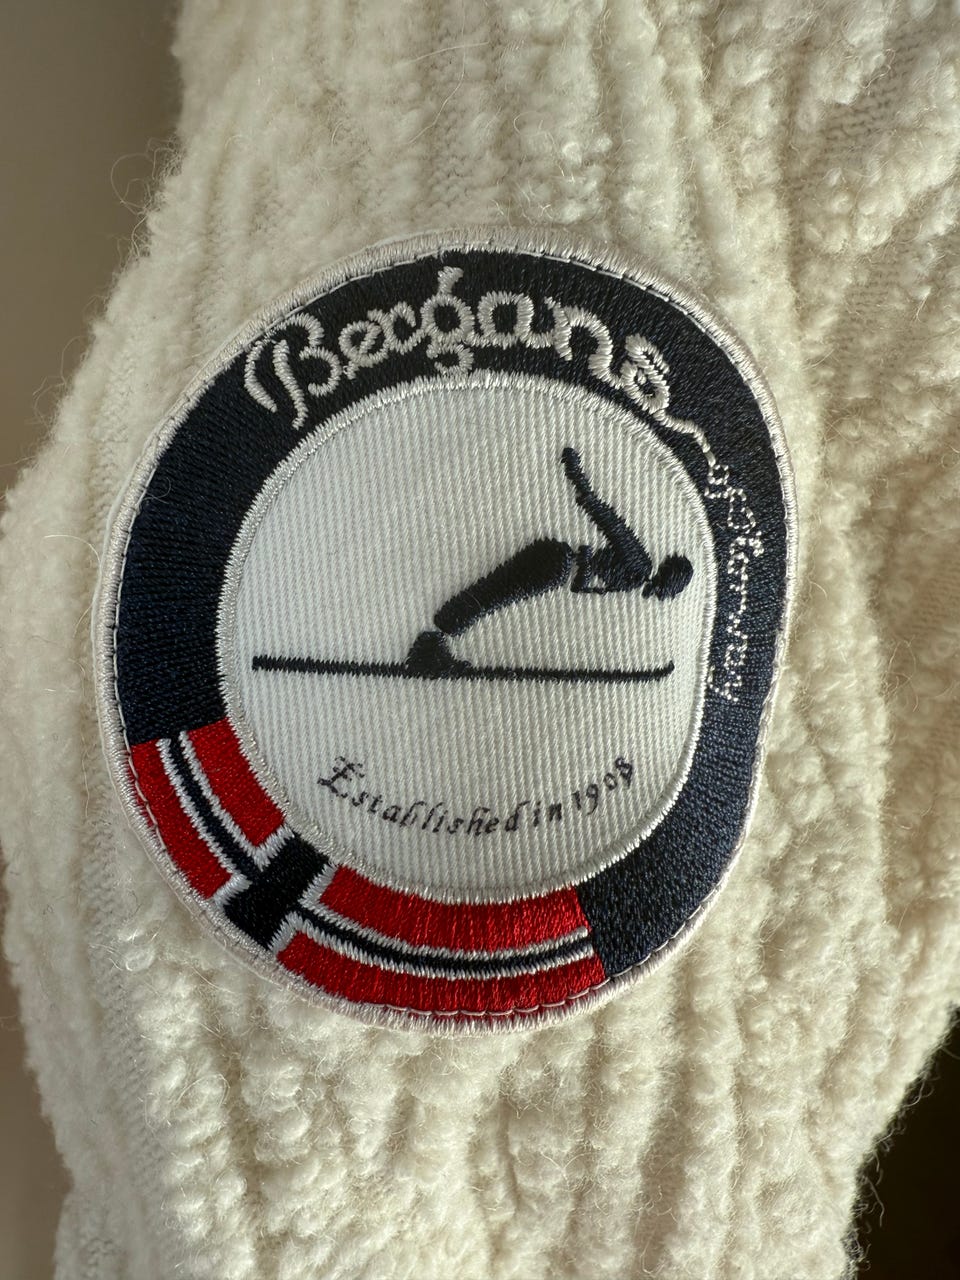 Bergans
of Norway
Established in 1908